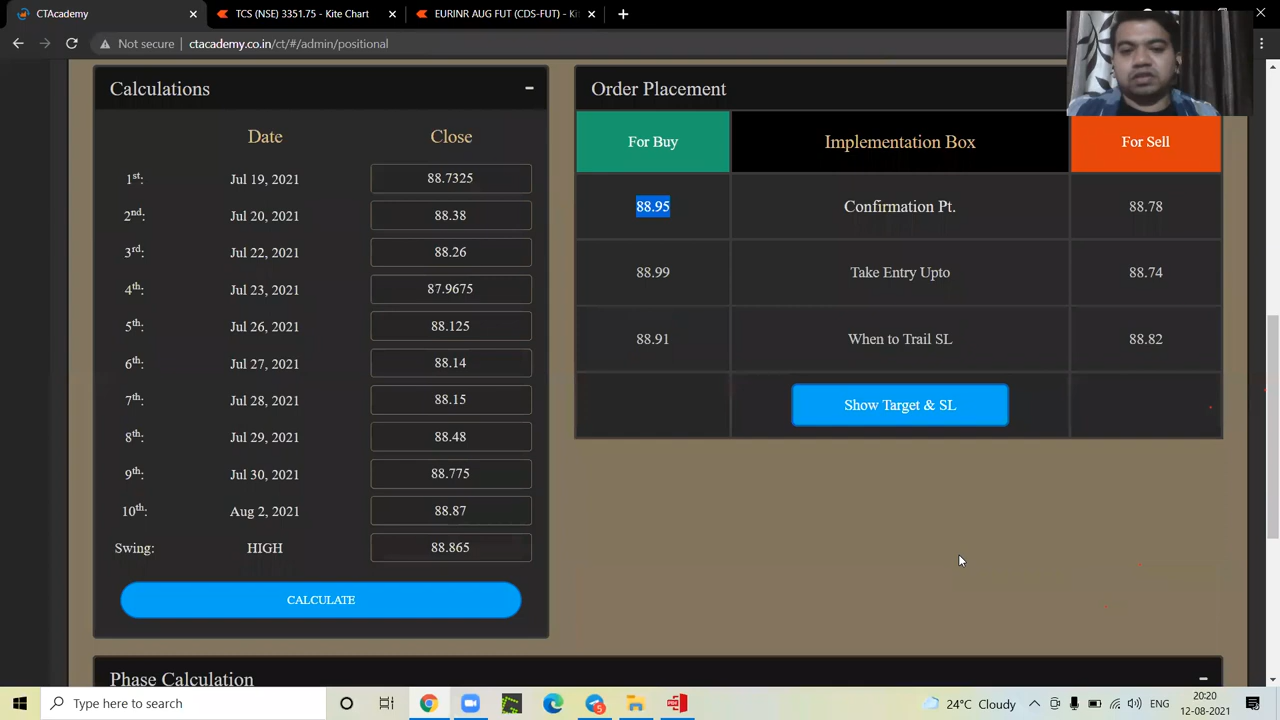 CTAcademy
TCS (NSE) 3351.75 - Kite Chart
EURINR AUG FUT (CDS-FUT) - Kit
Not secure
ctacademy.co.in/ct/#/admin/positional
Calculations
Date Close
1st: Jul 19, 2021 88.7325
2nd: Jul 20, 2021 88.38
3rd: Jul 22, 2021 88.26
4th: Jul 23, 2021 87.9675
5th: Jul 26, 2021 88.125
6th: Jul 27, 2021 88.14
7th: Jul 28, 2021 88.15
8th: Jul 29, 2021 88.48
9th: Jul 30, 2021 88.775
10th: Aug 2, 2021 88.87
Swing: HIGH 88.865
CALCULATE
Order Placement
For Buy Implementation Box For Sell
88.95 Confirmation Pt. 88.78
88.99 Take Entry Upto 88.74
88.91 When to Trail SL 88.82
Show Target & SL
Phase Calculation
Type here to search
5
24°C Cloudy
ENG
20:20
12-08-2021